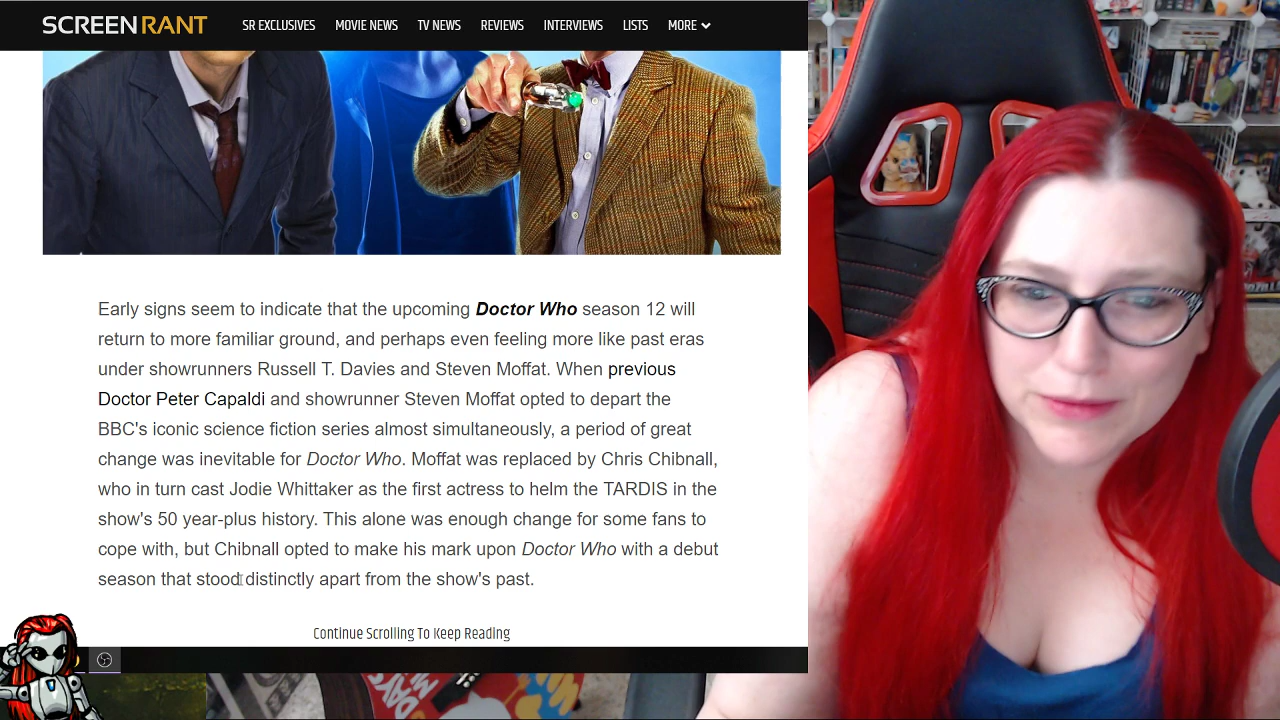 SCREENRANT SR EXCLUSIVES MOVIE NEWS TV NEWS REVIEWS INTERVIEWS LISTS MORE
Early signs seem to indicate that the upcoming Doctor Who season 12 will
return to more familiar ground, and perhaps even feeling more like past eras
under showrunners Russell T. Davies and Steven Moffat. When previous
Doctor Peter Capaldi and showrunner Steven Moffat opted to depart the
BBC's iconic science fiction series almost simultaneously, a period of great
change was inevitable for Doctor Who. Moffat was replaced by Chris Chibnall,
who in turn cast Jodie Whittaker as the first actress to helm the TARDIS in the
show's 50 year-plus history. This alone was enough change for some fans to
cope with, but Chibnall opted to make his mark upon Doctor Who with a debut
season that stood distinctly apart from the show's past.
Continue Scrolling To Keep Reading